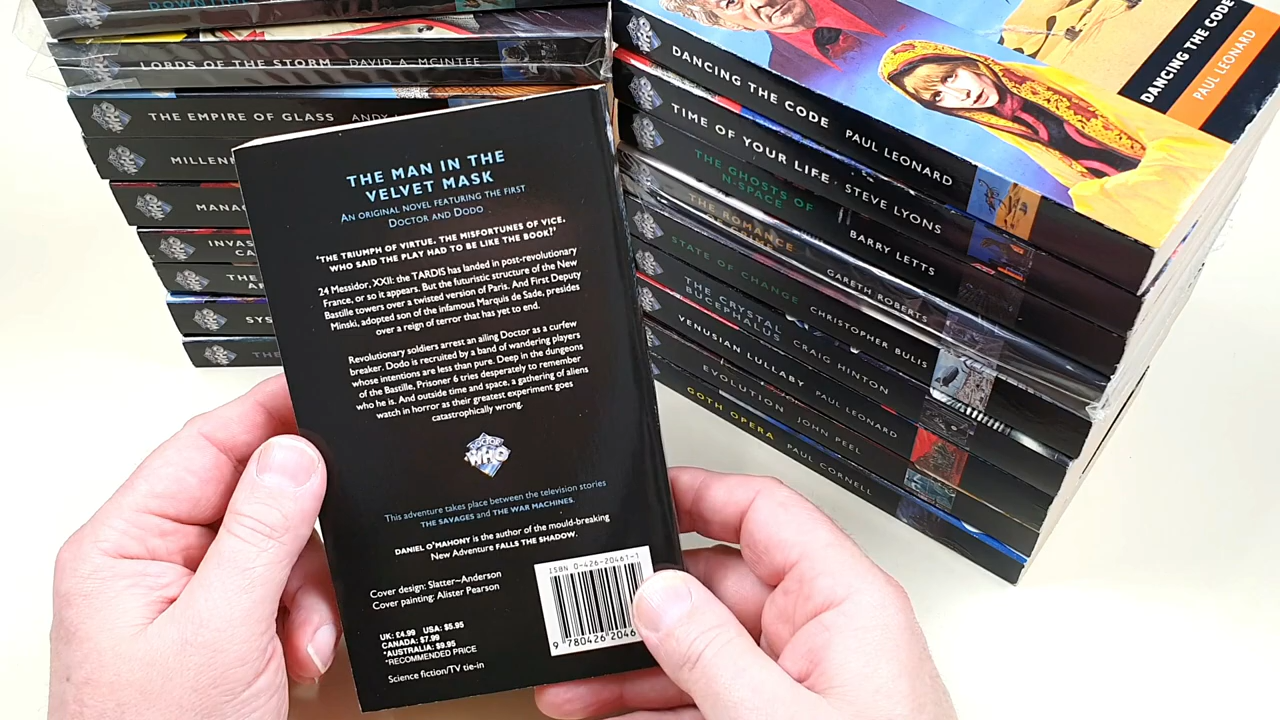 LORDS OF THE STORM DAVID A. MCINTEE
THE EMPIRE OF GLASS ANDY
THE MAN IN THE
VELVET MASK
AN ORIGINAL NOVEL FEATURING THE FIRST
DOCTOR AND DODO
'THE TRIUMPH OF VIRTUE. THE MISFORTUNES OF VICE.
WHO SAID THE PLAY HAD TO BE LIKE THE BOOK?'
24 Messidor, XXII: the TARDIS has landed in post-revolutionary
France, or so it appears. But the futuristic structure of the New
Bastille towers over a twisted version of Paris. And First Deputy
Minski, adopted son of the infamous Marquis de Sade, presides
over a reign of terror that has yet to end.
Revolutionary soldiers arrest an ailing Doctor as a curfew
breaker. Dodo is recruited by a band of wandering players
whose intentions are less than pure. Deep in the dungeons
of the Bastille, Prisoner 6 tries desperately to remember
who he is. And outside time and space, a gathering of aliens
watch in horror as their greatest experiment goes
catastrophically wrong.
DOCTOR
WHO
This adventure takes place between the television stories
THE SAVAGES and THE WAR MACHINES.
DANIEL O'MAHONY is the author of the mould-breaking
New Adventure FALLS THE SHADOW.
Cover design: Slatter–Anderson
Cover painting: Alister Pearson
UK: £4.99 USA: $5.95
CANADA: $7.99
*AUSTRALIA: $9.95
*RECOMMENDED PRICE
Science fiction/TV tie-in
ISBN 0-426-20461-1
9 780426 2046
DANCING THE CODE
PAUL LEONARD
DANCING THE CODE PAUL LEONARD
TIME OF YOUR LIFE STEVE LYONS
THE GHOSTS OF
N-SPACE
BARRY LETTS
THE ROMANCE
OF CRIME
GARETH ROBERTS
STATE OF CHANGE CHRISTOPHER BULIS
THE CRYSTAL
BUCEPHALUS CRAIG HINTON
VENUSIAN LULLABY PAUL LEONARD
EVOLUTION JOHN PEEL
GOTH OPERA PAUL CORNELL